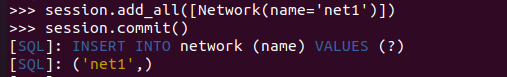 >>> session.add_all([Network(name='net1')])
>>> session.commit()
[SQL]: INSERT INTO network (name) VALUES (?)
[SQL]: ('net1',)